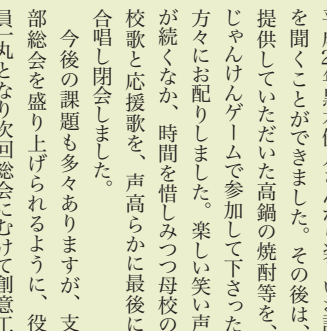 を聞くことができました。その後は、
提供していただいた高鍋の焼酎等を、
じゃんけんゲームで参加して下さった
方々にお配りしました。楽しい笑い声
が続くなか、時間を惜しみつつ母校の
校歌と応援歌を、声高らかに最後に
合唱し閉会しました。
今後の課題も多々ありますが、支
部総会を盛り上げられるように、役
員一丸となり次回総会にむけて創意工